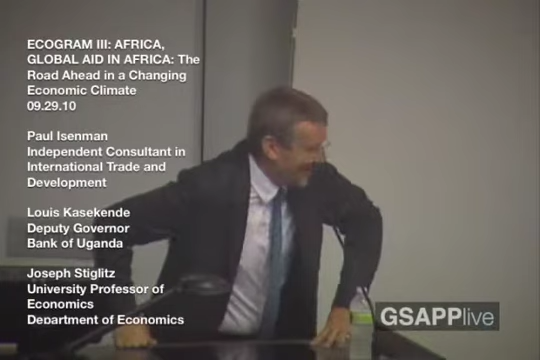 ECOGRAM III: AFRICA,
GLOBAL AID IN AFRICA: The
Road Ahead in a Changing
Economic Climate
09.29.10
Paul Isenman
Independent Consultant in
International Trade and
Development
Louis Kasekende
Deputy Governor
Bank of Uganda
Joseph Stiglitz
University Professor of
Economics
Department of Economics
GSAPPlive